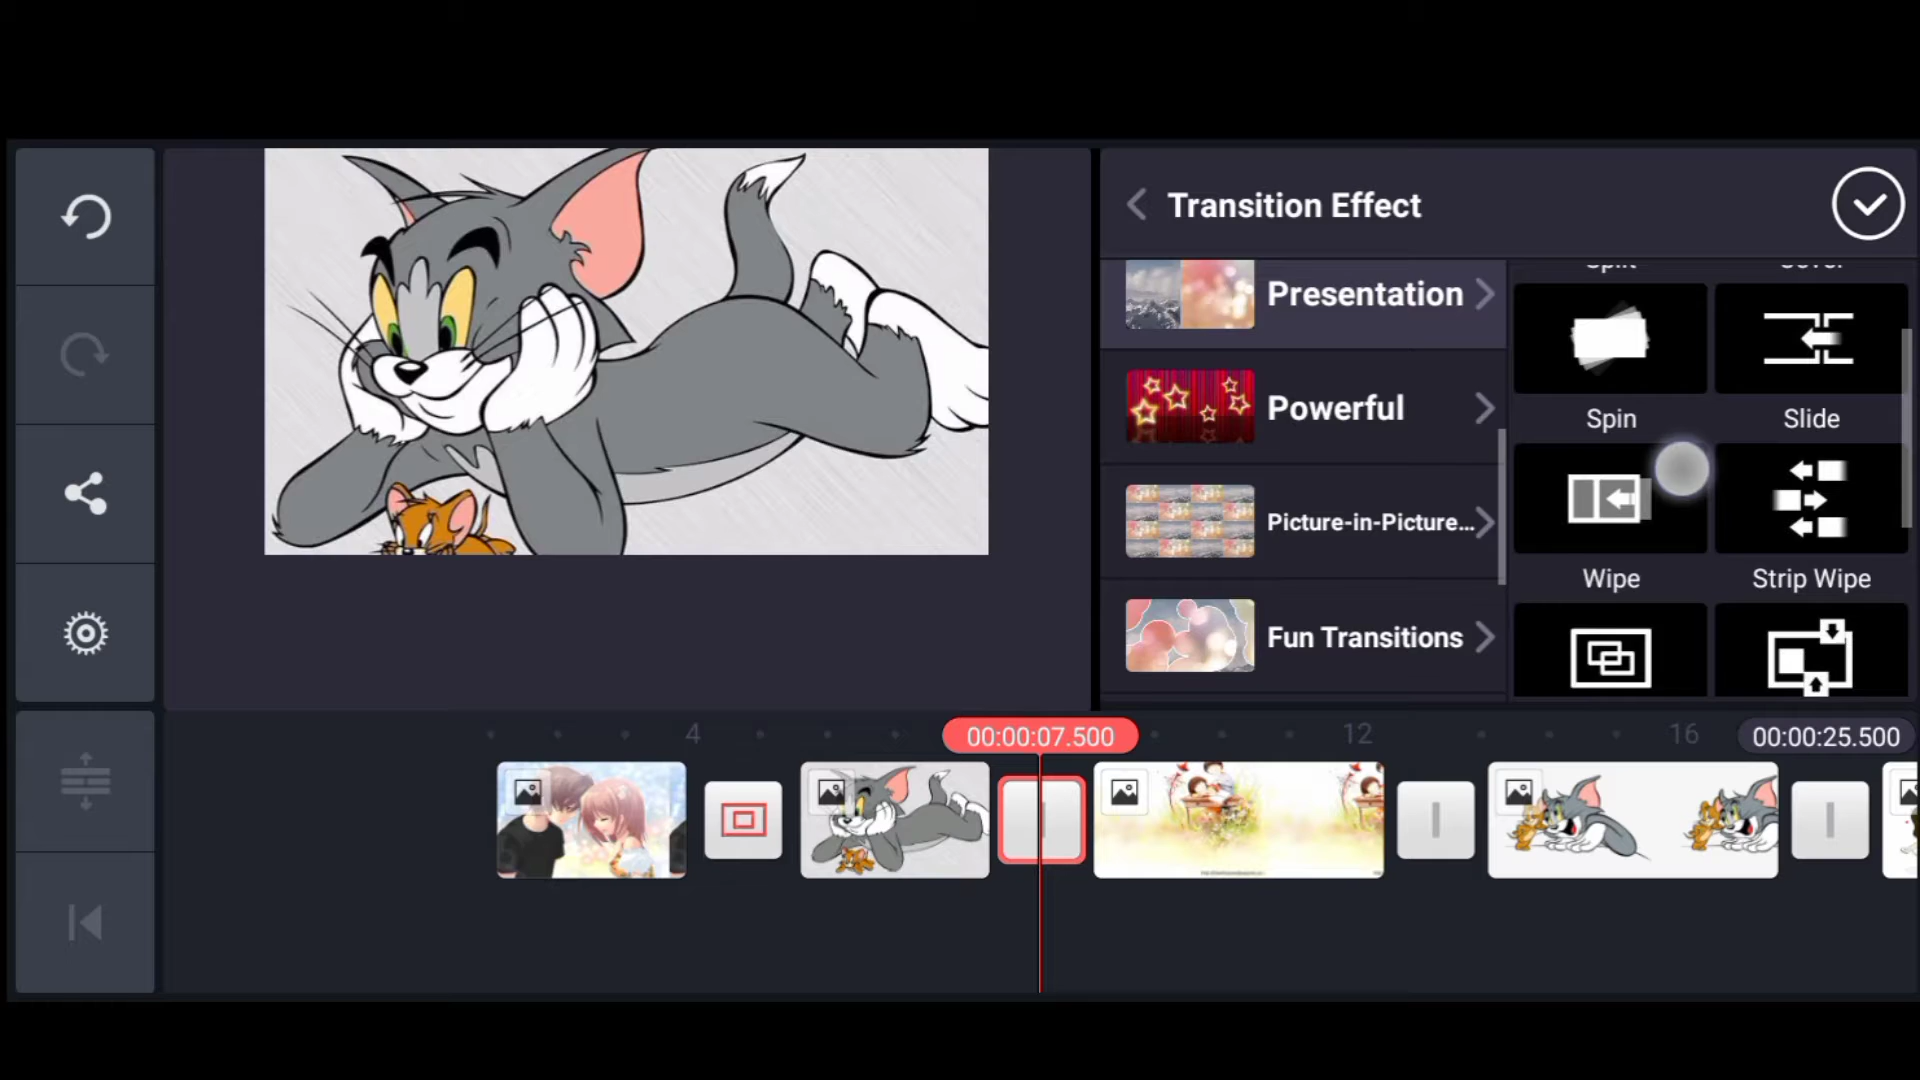 Transition Effect
Presentation
Powerful
Picture-in-Picture...
Fun Transitions
Spin
Slide
Wipe
Strip Wipe
4
00:00:07.500
12
16
00:00:25.500